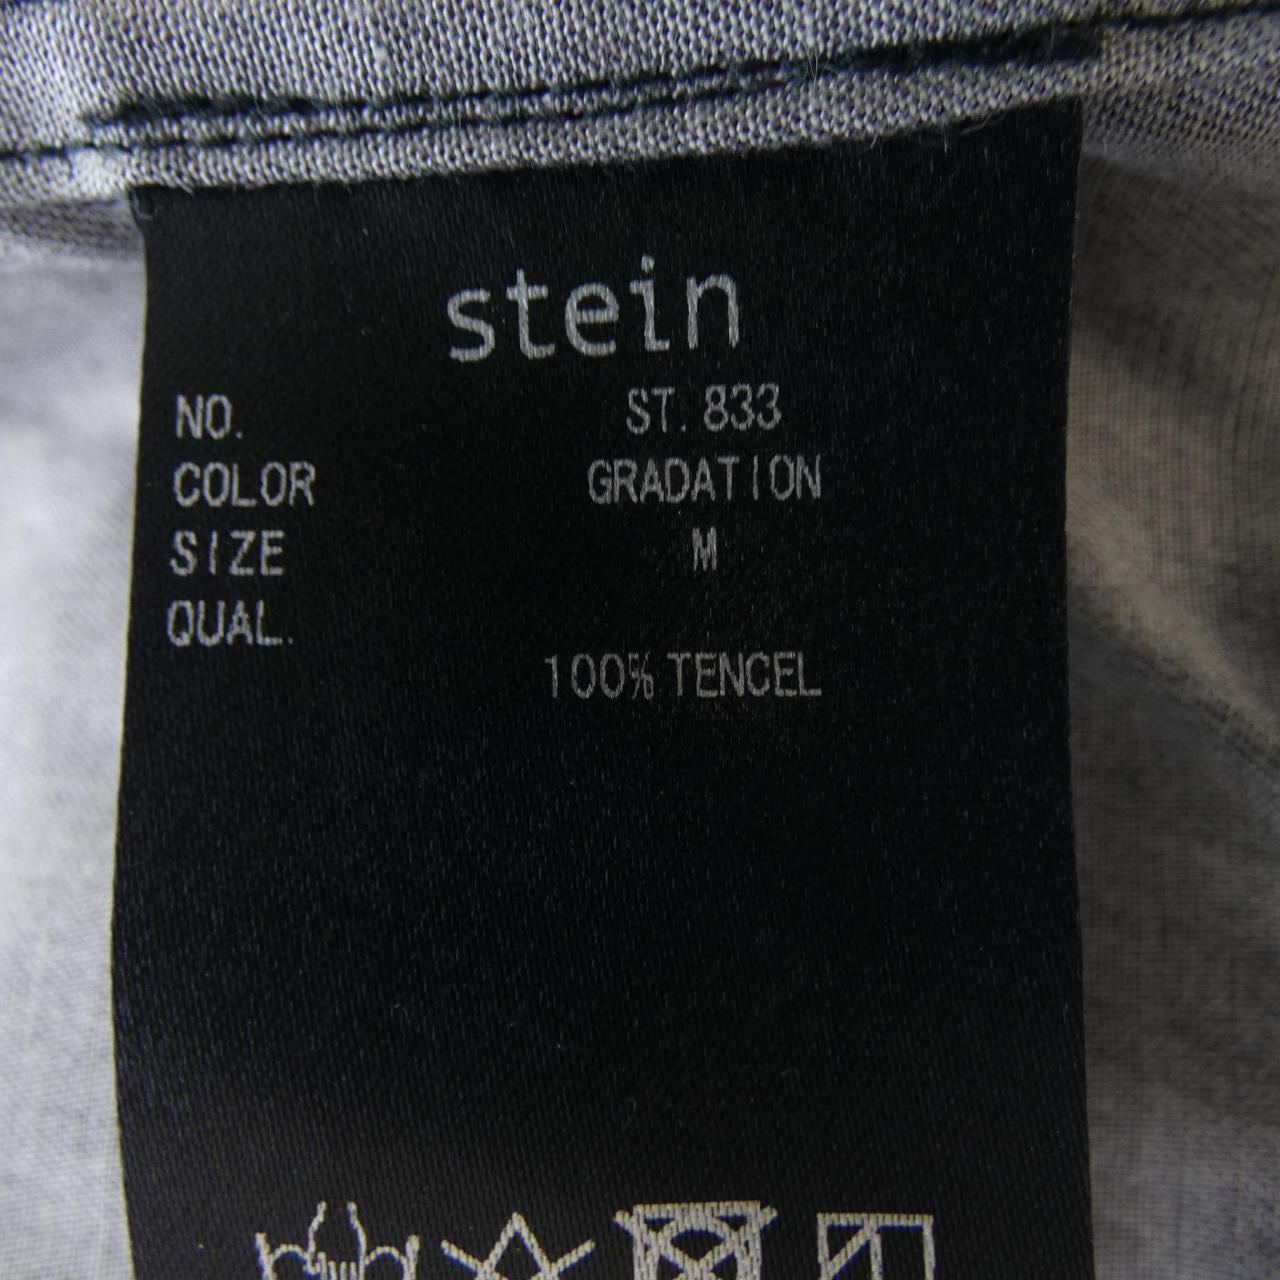 stein
NO. ST. 833
COLOR GRADATION
SIZE M
QUAL.
100% TENCEL